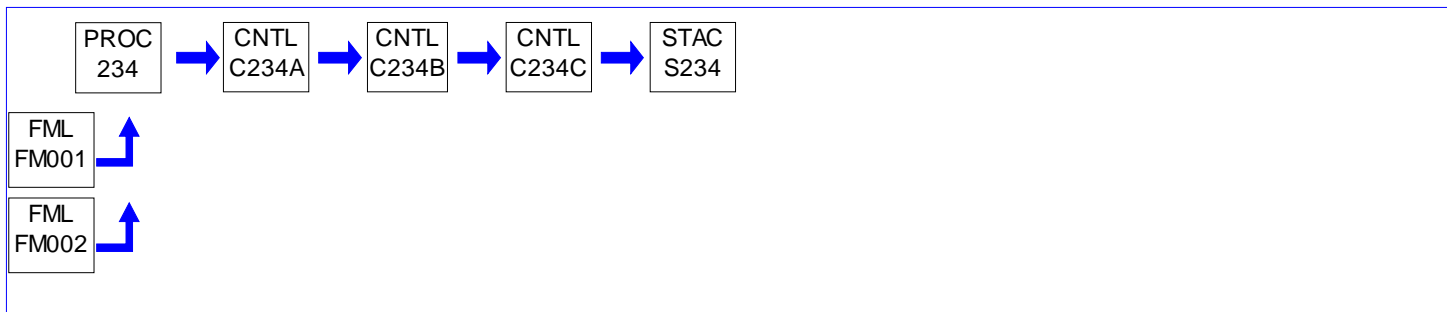 PROC
234
CNTL
C234A
CNTL
C234B
CNTL
C234C
STAC
S234
FML
FM001
FML
FM002